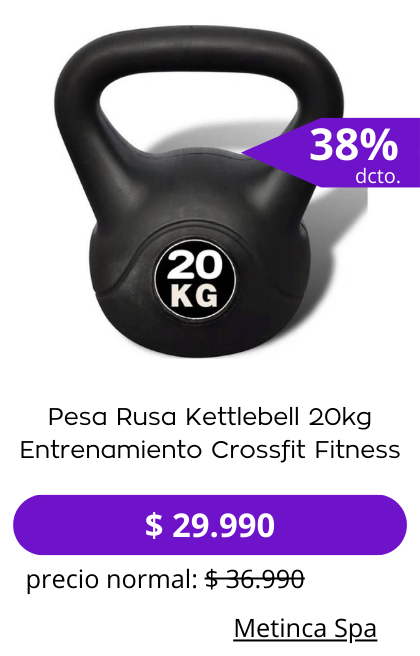 38%
dcto.
20
KG
Pesa Rusa Kettlebell 20kg
Entrenamiento Crossfit Fitness
$ 29.990
precio normal: $ 36.990
Metinca Spa